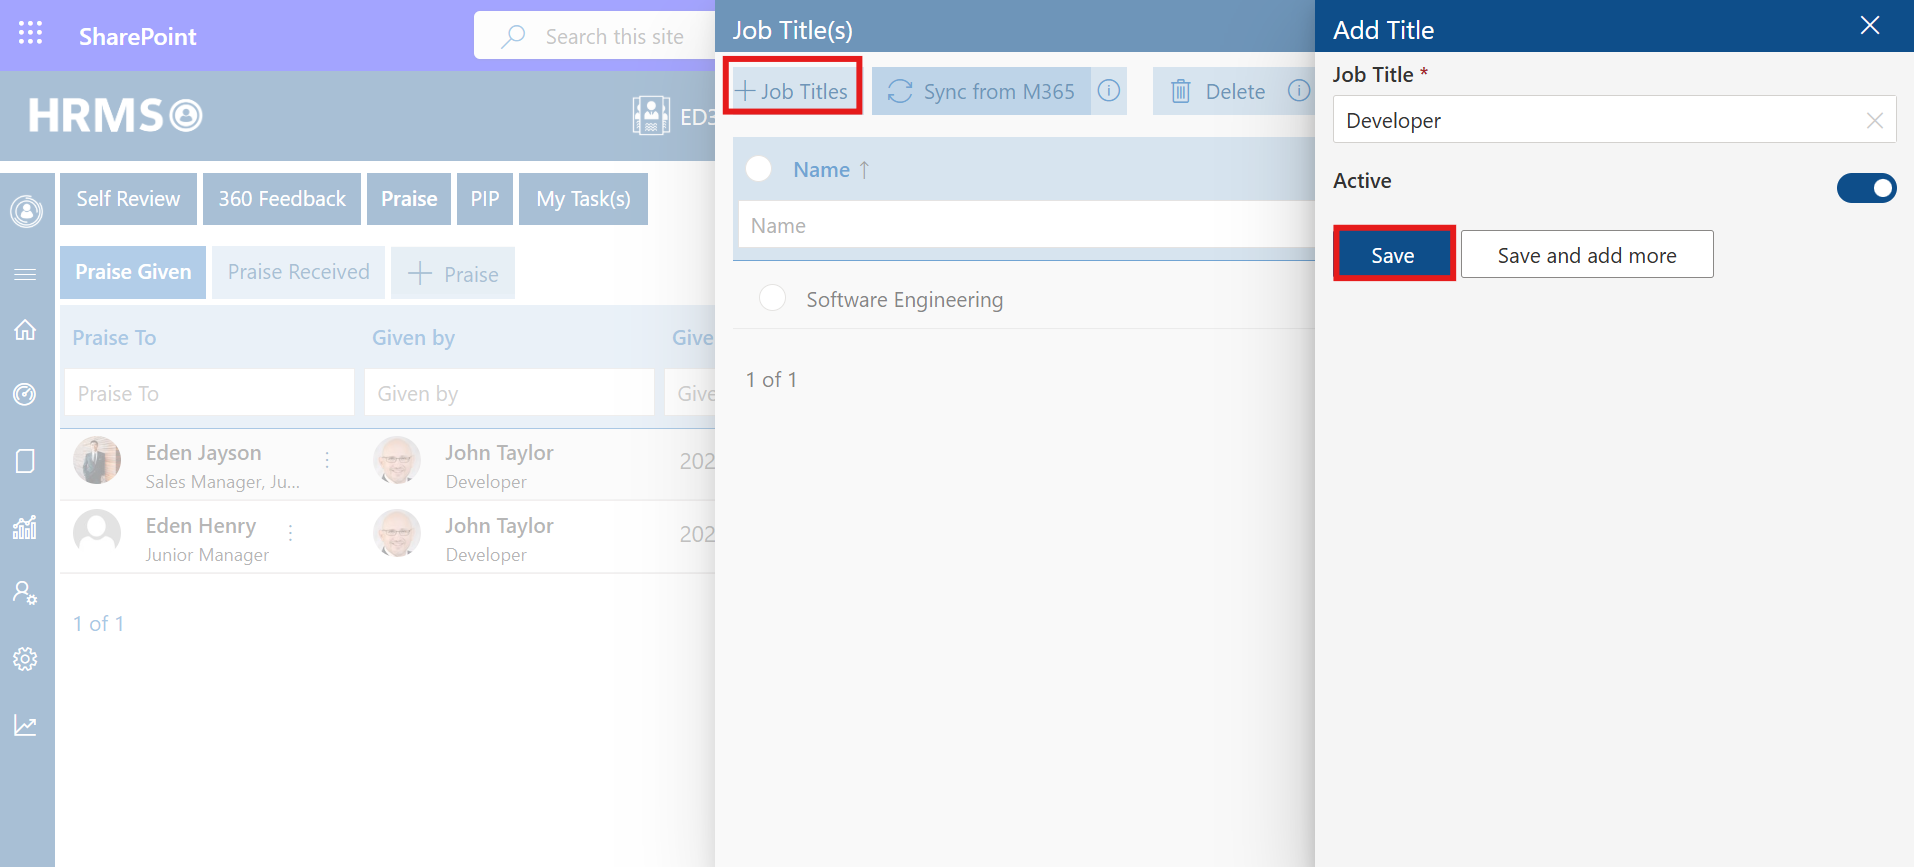 SharePoint
Search this site
HRMS
ED3
Self Review
360 Feedback
Praise
PIP
My Task(s)
Praise Given
Praise Received
Praise
Praise To
Given by
Give
Praise To
Given by
Give
Eden Jayson
Sales Manager, Ju...
John Taylor
Developer
202
Eden Henry
Junior Manager
John Taylor
Developer
202
1 of 1
Job Title(s)
Job Titles
Sync from M365
Delete
Name ↑
Name
Software Engineering
1 of 1
Add Title
Job Title *
Developer
Active
Save
Save and add more